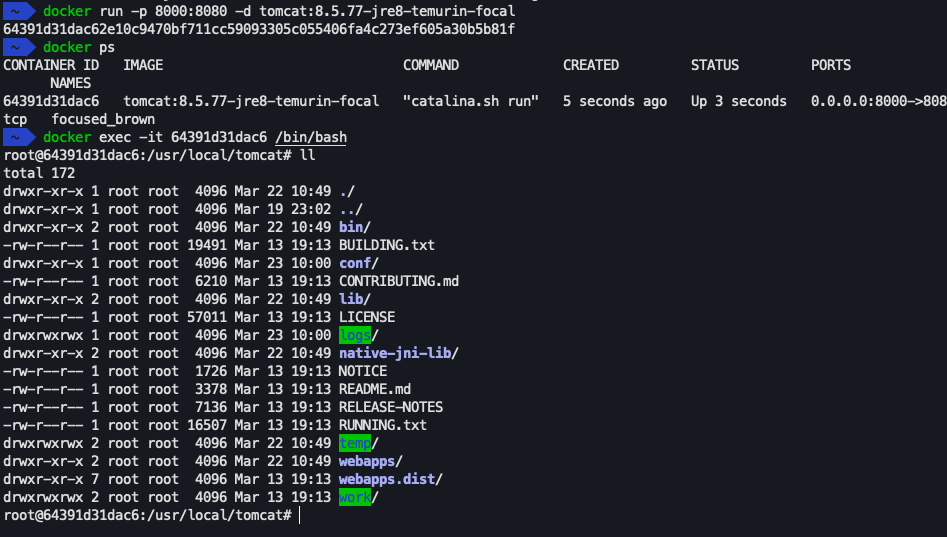 ~ docker run -p 8000:8080 -d tomcat:8.5.77-jre8-temurin-focal
64391d31dac62e10c9470bf711cc59093305c055406fa4c273ef605a30b5b81f
~ docker ps
CONTAINER ID   IMAGE                              COMMAND             CREATED         STATUS         PORTS
      NAMES
64391d31dac6   tomcat:8.5.77-jre8-temurin-focal   "catalina.sh run"   5 seconds ago   Up 3 seconds   0.0.0.0:8000->808
tcp   focused_brown
~ docker exec -it 64391d31dac6 /bin/bash
root@64391d31dac6:/usr/local/tomcat# ll
total 172
drwxr-xr-x 1 root root  4096 Mar 22 10:49 ./
drwxr-xr-x 1 root root  4096 Mar 19 23:02 ../
drwxr-xr-x 2 root root  4096 Mar 22 10:49 bin/
-rw-r--r-- 1 root root 19491 Mar 13 19:13 BUILDING.txt
drwxr-xr-x 1 root root  4096 Mar 23 10:00 conf/
-rw-r--r-- 1 root root  6210 Mar 13 19:13 CONTRIBUTING.md
drwxr-xr-x 2 root root  4096 Mar 22 10:49 lib/
-rw-r--r-- 1 root root 57011 Mar 13 19:13 LICENSE
drwxrwxrwx 1 root root  4096 Mar 23 10:00 logs/
drwxr-xr-x 2 root root  4096 Mar 22 10:49 native-jni-lib/
-rw-r--r-- 1 root root  1726 Mar 13 19:13 NOTICE
-rw-r--r-- 1 root root  3378 Mar 13 19:13 README.md
-rw-r--r-- 1 root root  7136 Mar 13 19:13 RELEASE-NOTES
-rw-r--r-- 1 root root 16507 Mar 13 19:13 RUNNING.txt
drwxrwxrwx 2 root root  4096 Mar 22 10:49 temp/
drwxr-xr-x 2 root root  4096 Mar 22 10:49 webapps/
drwxr-xr-x 7 root root  4096 Mar 13 19:13 webapps.dist/
drwxrwxrwx 2 root root  4096 Mar 13 19:13 work/
root@64391d31dac6:/usr/local/tomcat#